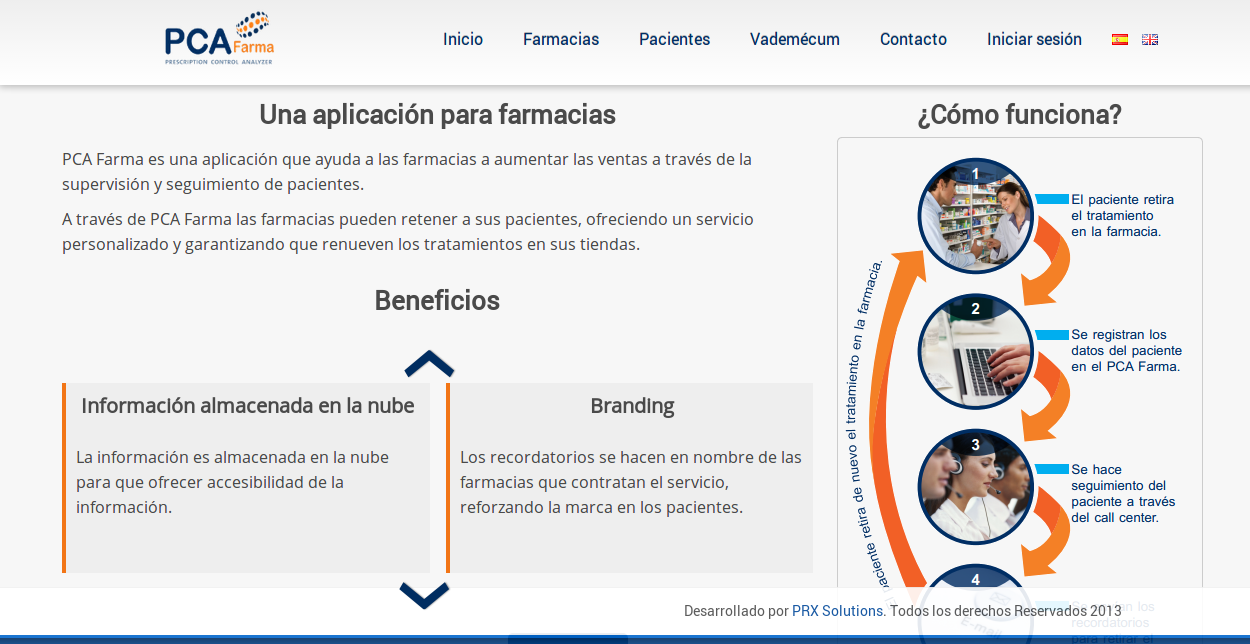 PCA Farma
PRESCRIPTION CONTROL ANALYZER
Inicio Farmacias Pacientes Vademécum Contacto Iniciar sesión
Una aplicación para farmacias
PCA Farma es una aplicación que ayuda a las farmacias a aumentar las ventas a través de la
supervisión y seguimiento de pacientes.
A través de PCA Farma las farmacias pueden retener a sus pacientes, ofreciendo un servicio
personalizado y garantizando que renueven los tratamientos en sus tiendas.
Beneficios
Información almacenada en la nube
La información es almacenada en la nube
para que ofrecer accesibilidad de la
información.
Branding
Los recordatorios se hacen en nombre de las
farmacias que contratan el servicio,
reforzando la marca en los pacientes.
¿Cómo funciona?
1
El paciente retira
el tratamiento
en la farmacia.
2
Se registran los
datos del paciente
en el PCA Farma.
3
Se hace
seguimiento del
paciente a través
del call center.
4
los
recordatorios
para retirar el
E-mail
paciente retira de nuevo el tratamiento en la farmacia.
Desarrollado por PRX Solutions. Todos los derechos Reservados 2013